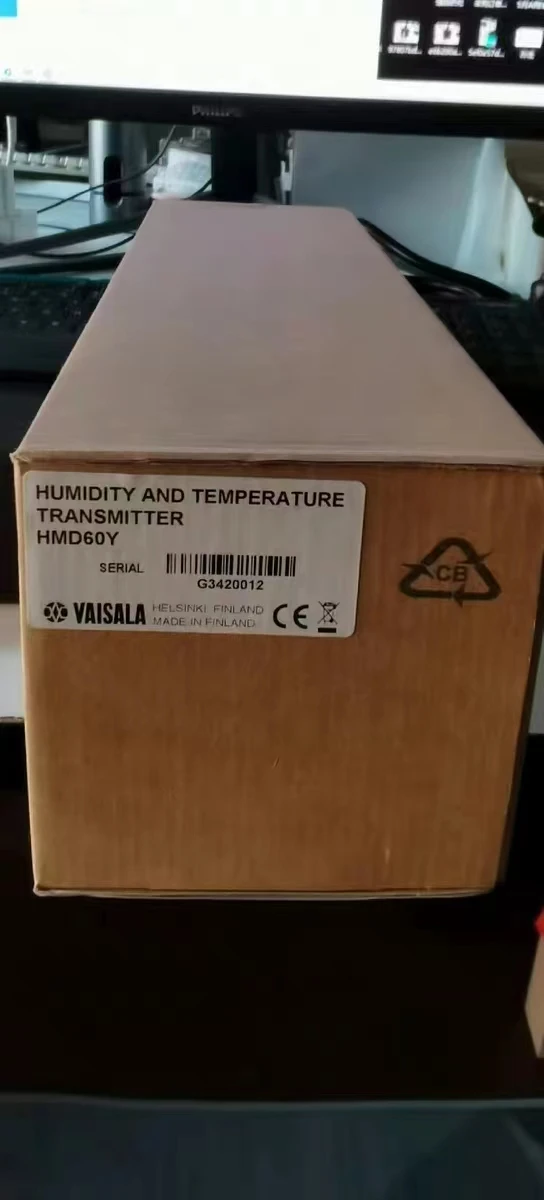 PHILIPS
HUMIDITY AND TEMPERATURE
TRANSMITTER
HMD60Y
SERIAL
G3420012
VAISALA
HELSINKI, FINLAND
MADE IN FINLAND
CE
CB